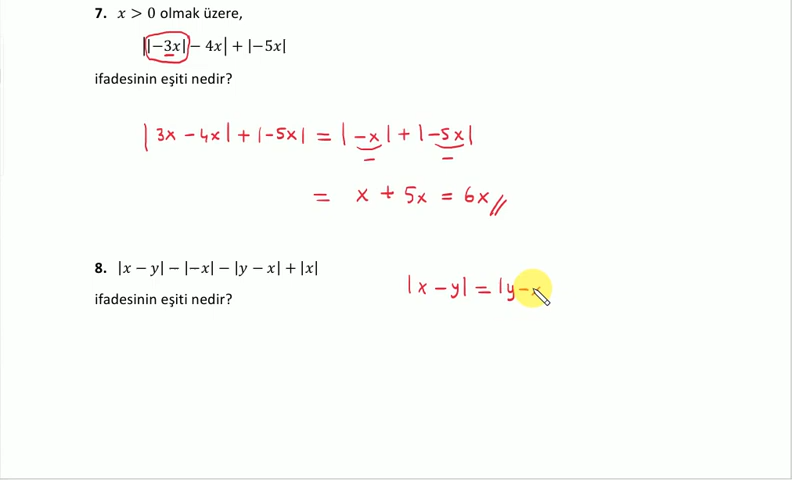 7. x > 0 olmak üzere,
||−3x| − 4x| + |−5x|
ifadesinin eşiti nedir?
|3x − 4x| + |−5x| = |−x| + |−5x|
− −
= x + 5x = 6x //
8. |x − y| − |−x| − |y − x| + |x|
|x − y| = |y −
ifadesinin eşiti nedir?